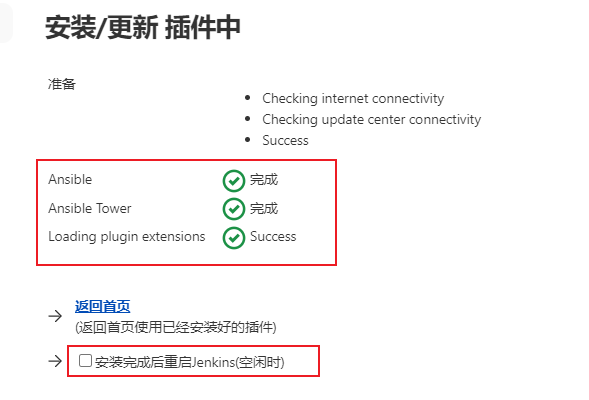 安装/更新 插件中
准备
Checking internet connectivity
Checking update center connectivity
Success
Ansible 完成
Ansible Tower 完成
Loading plugin extensions Success
返回首页
(返回首页使用已经安装好的插件)
安装完成后重启Jenkins(空闲时)